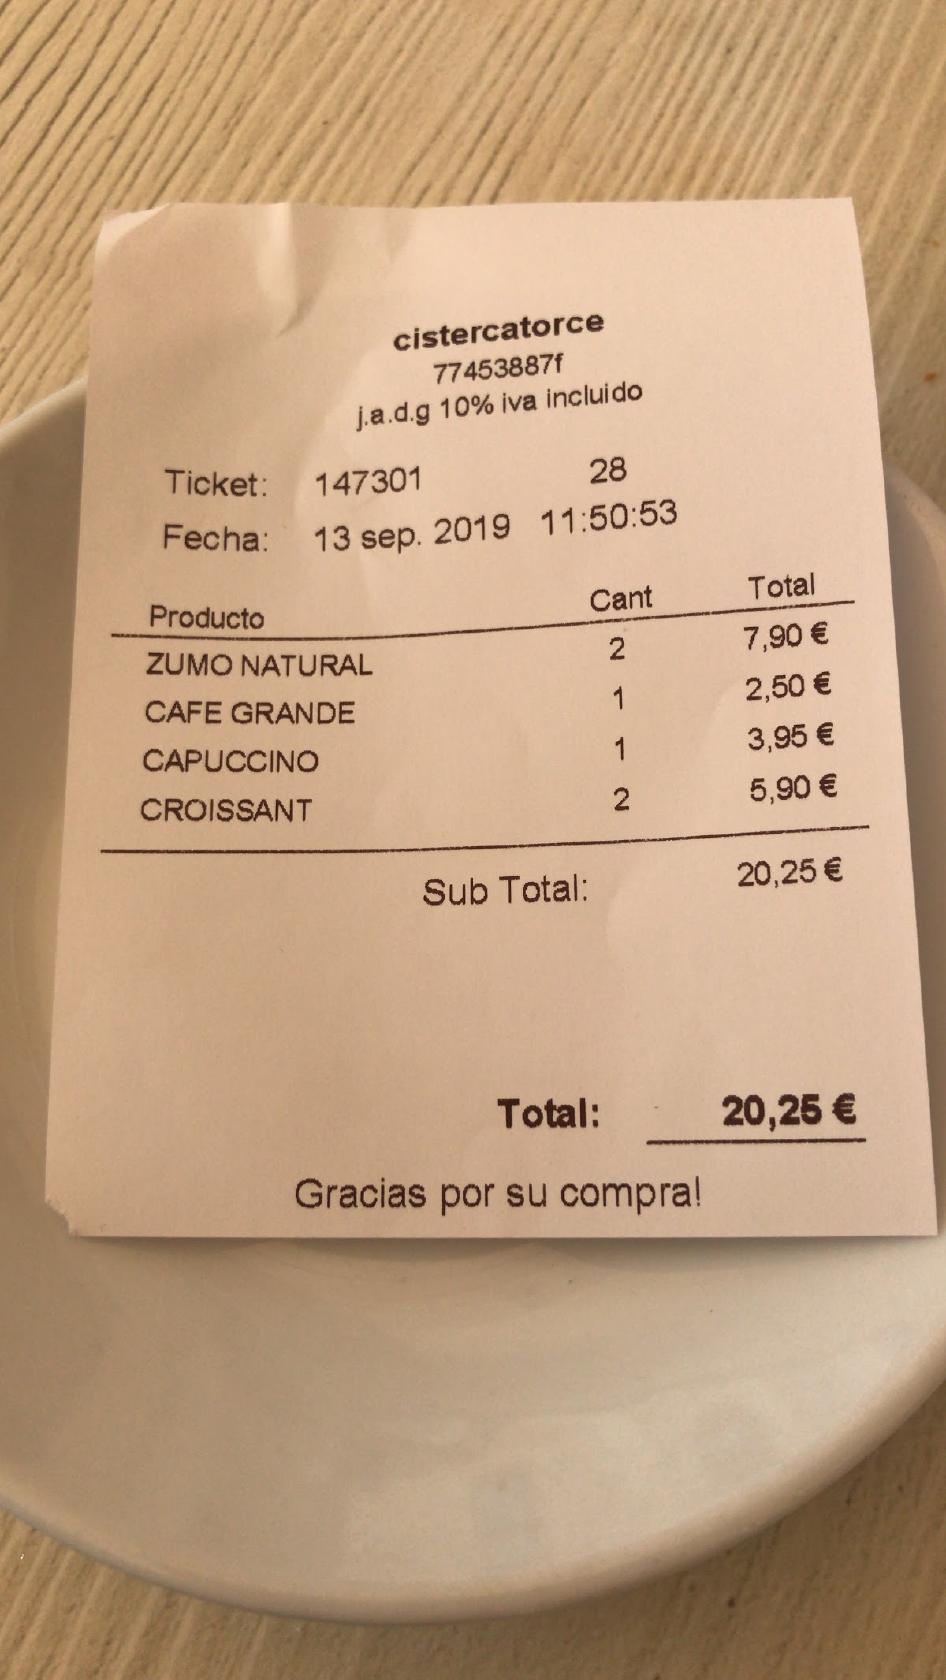 cistercatorce
77453887f
j.a.d.g 10% iva incluido
Ticket: 147301 28
Fecha: 13 sep. 2019 11:50:53
Producto Cant Total
ZUMO NATURAL 2 7,90 €
CAFE GRANDE 1 2,50 €
CAPUCCINO 1 3,95 €
CROISSANT 2 5,90 €
Sub Total: 20,25 €
Total: 20,25 €
Gracias por su compra!